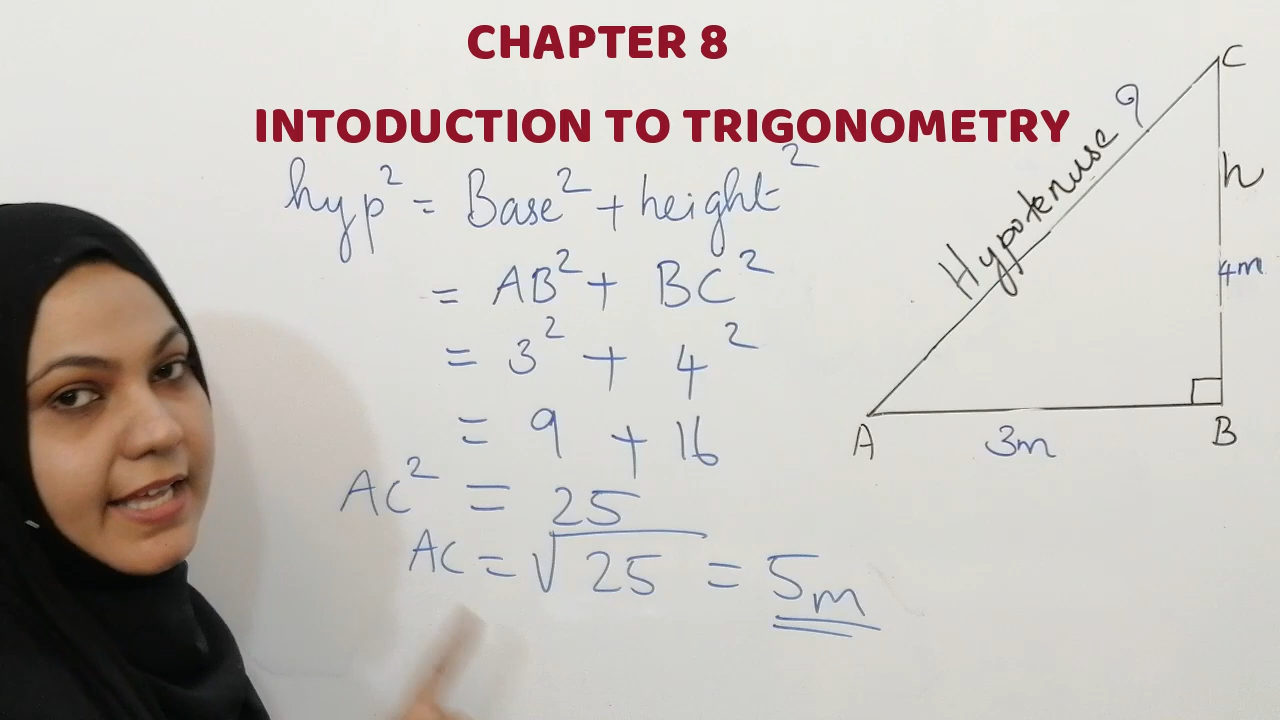 CHAPTER 8
INTODUCTION TO TRIGONOMETRY
hyp² = Base² + height²
= AB² + BC²
= 3² + 4²
= 9 + 16
AC² = 25
AC = √25 = 5m
C
Hypotenuse ?
h
4m
A
3m
B